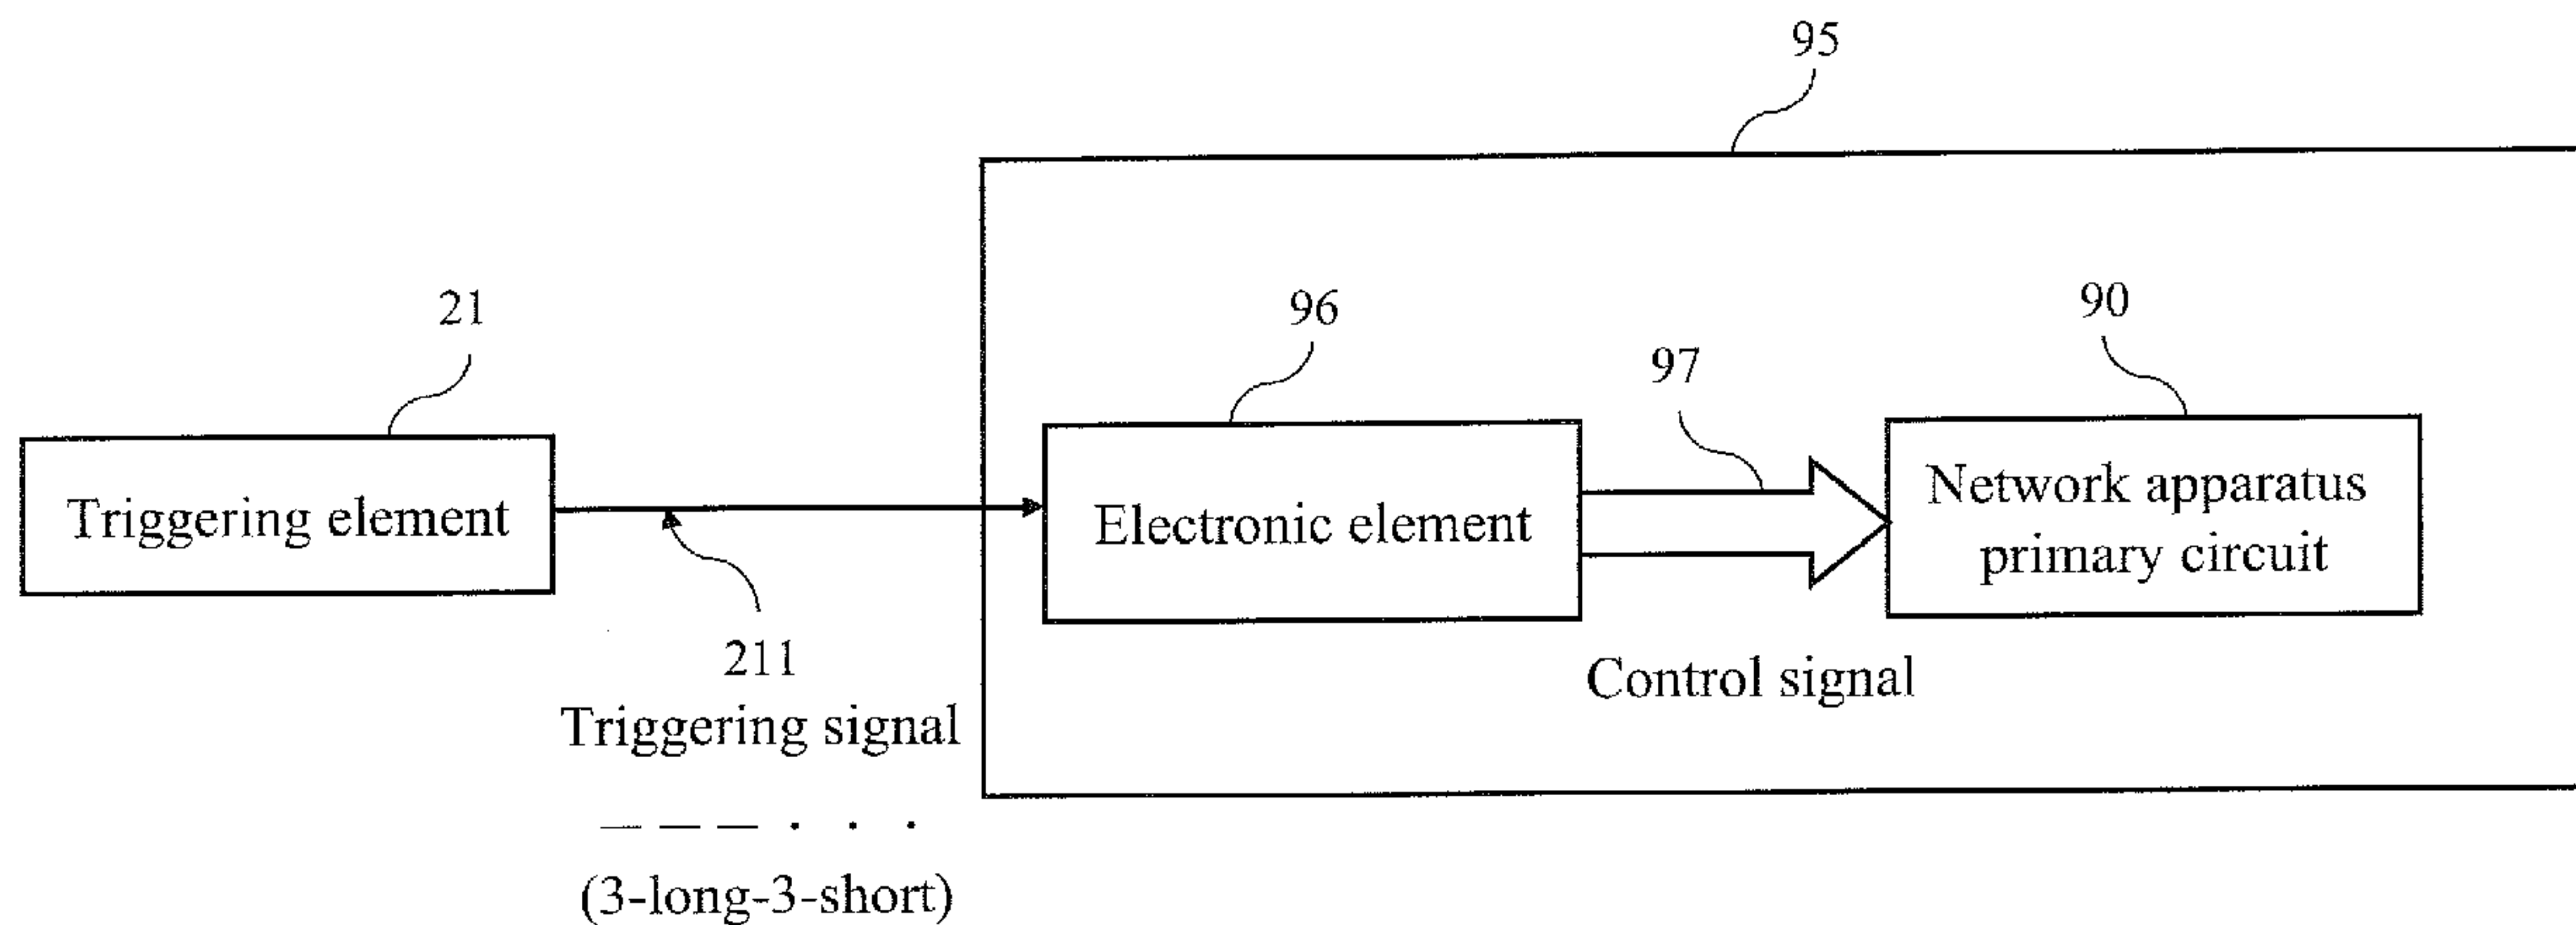 95
21
96
90
97
Triggering element
Electronic element
Network apparatus
primary circuit
211
Triggering signal
Control signal
— — — · · ·
(3-long-3-short)